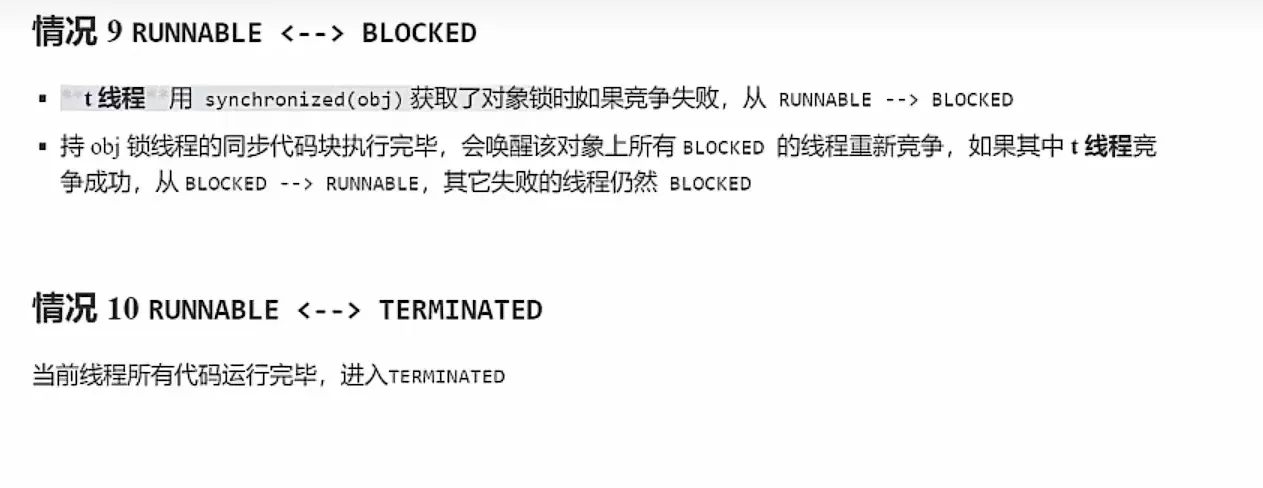 情况 9 RUNNABLE <--> BLOCKED
** t 线程** 用 synchronized(obj) 获取了对象锁时如果竞争失败，从 RUNNABLE --> BLOCKED
持 obj 锁线程的同步代码块执行完毕，会唤醒该对象上所有 BLOCKED 的线程重新竞争，如果其中 t 线程竞
争成功，从 BLOCKED --> RUNNABLE，其它失败的线程仍然 BLOCKED
情况 10 RUNNABLE <--> TERMINATED
当前线程所有代码运行完毕，进入TERMINATED